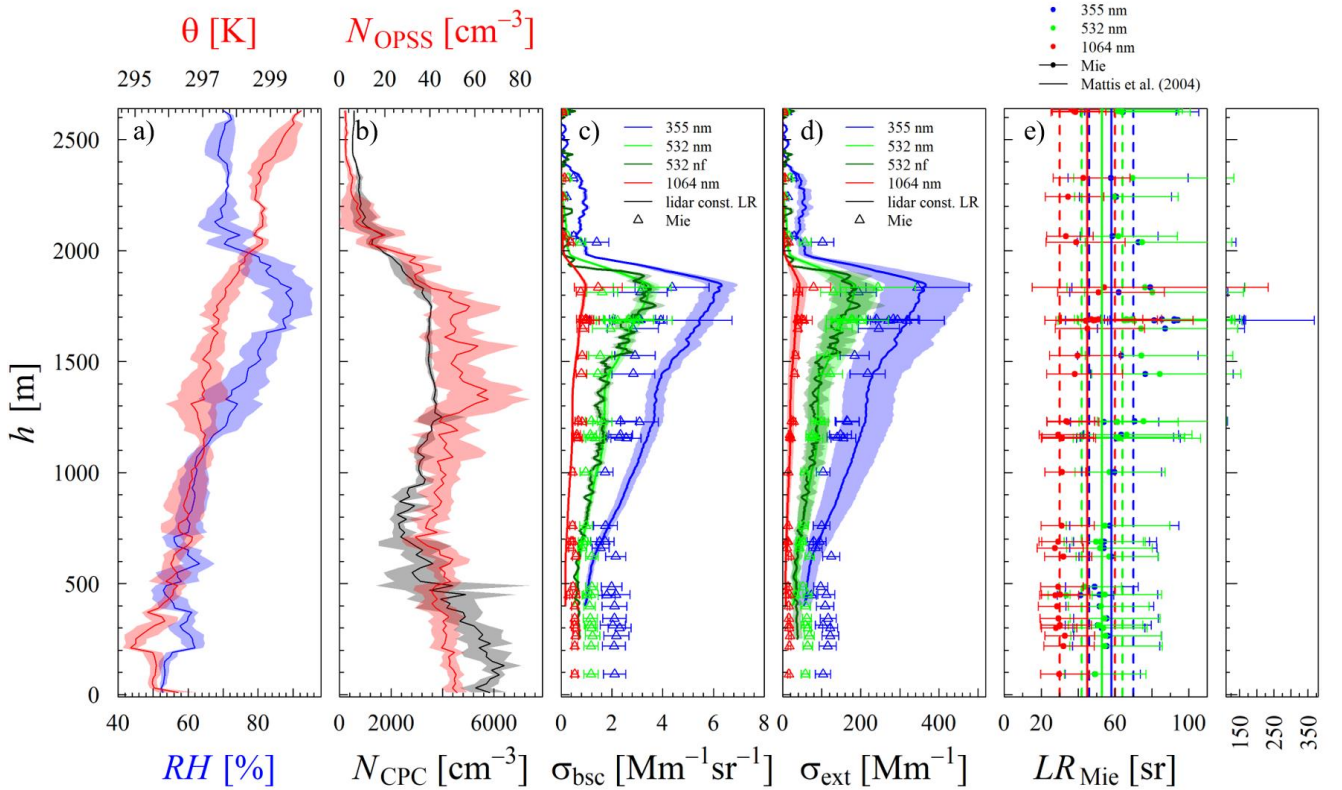 θ [K]
N_OPSS [cm⁻³]
355 nm
532 nm
1064 nm
Mie
Mattis et al. (2004)
295 297 299
0 20 40 60 80
a)
b)
c)
355 nm
532 nm
532 nf
1064 nm
lidar const. LR
Mie
d)
355 nm
532 nm
532 nf
1064 nm
lidar const. LR
Mie
e)
2500
2000
1500
1000
500
0
h [m]
40 60 80
0 2000 4000 6000
0 2 4 6 8
0 200 400
20 60 100
150 250 350
RH [%]
N_CPC [cm⁻³]
σ_bsc [Mm⁻¹sr⁻¹]
σ_ext [Mm⁻¹]
LR_Mie [sr]